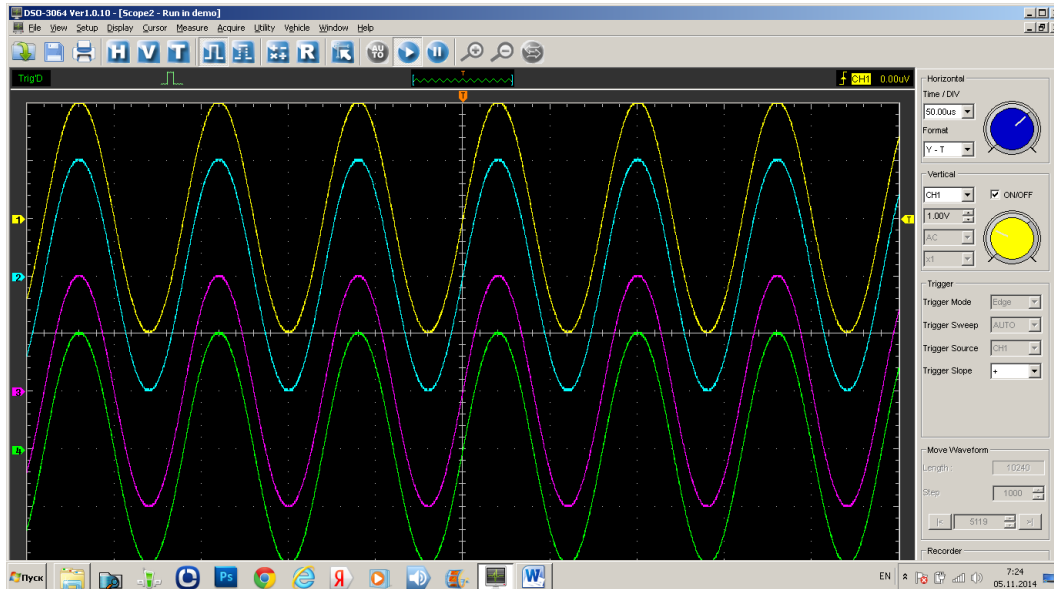 DSO-3064 Ver1.0.10 - [Scope2 - Run in demo]
File View Setup Display Cursor Measure Acquire Utility Vehicle Window Help
H V T R AUTO
Trig'D T CH1 0.00uV
T
1
2
3
4
T
Horizontal
Time / DIV
50.00us
Format
Y - T
Vertical
CH1 ON/OFF
1.00V
AC
x1
Trigger
Trigger Mode Edge
Trigger Sweep AUTO
Trigger Source CH1
Trigger Slope +
Move Waveform
Length : 10240
Step 1000
|< 5119 >|
Recorder
Пуск Ps Я W EN 7:24
05.11.2014